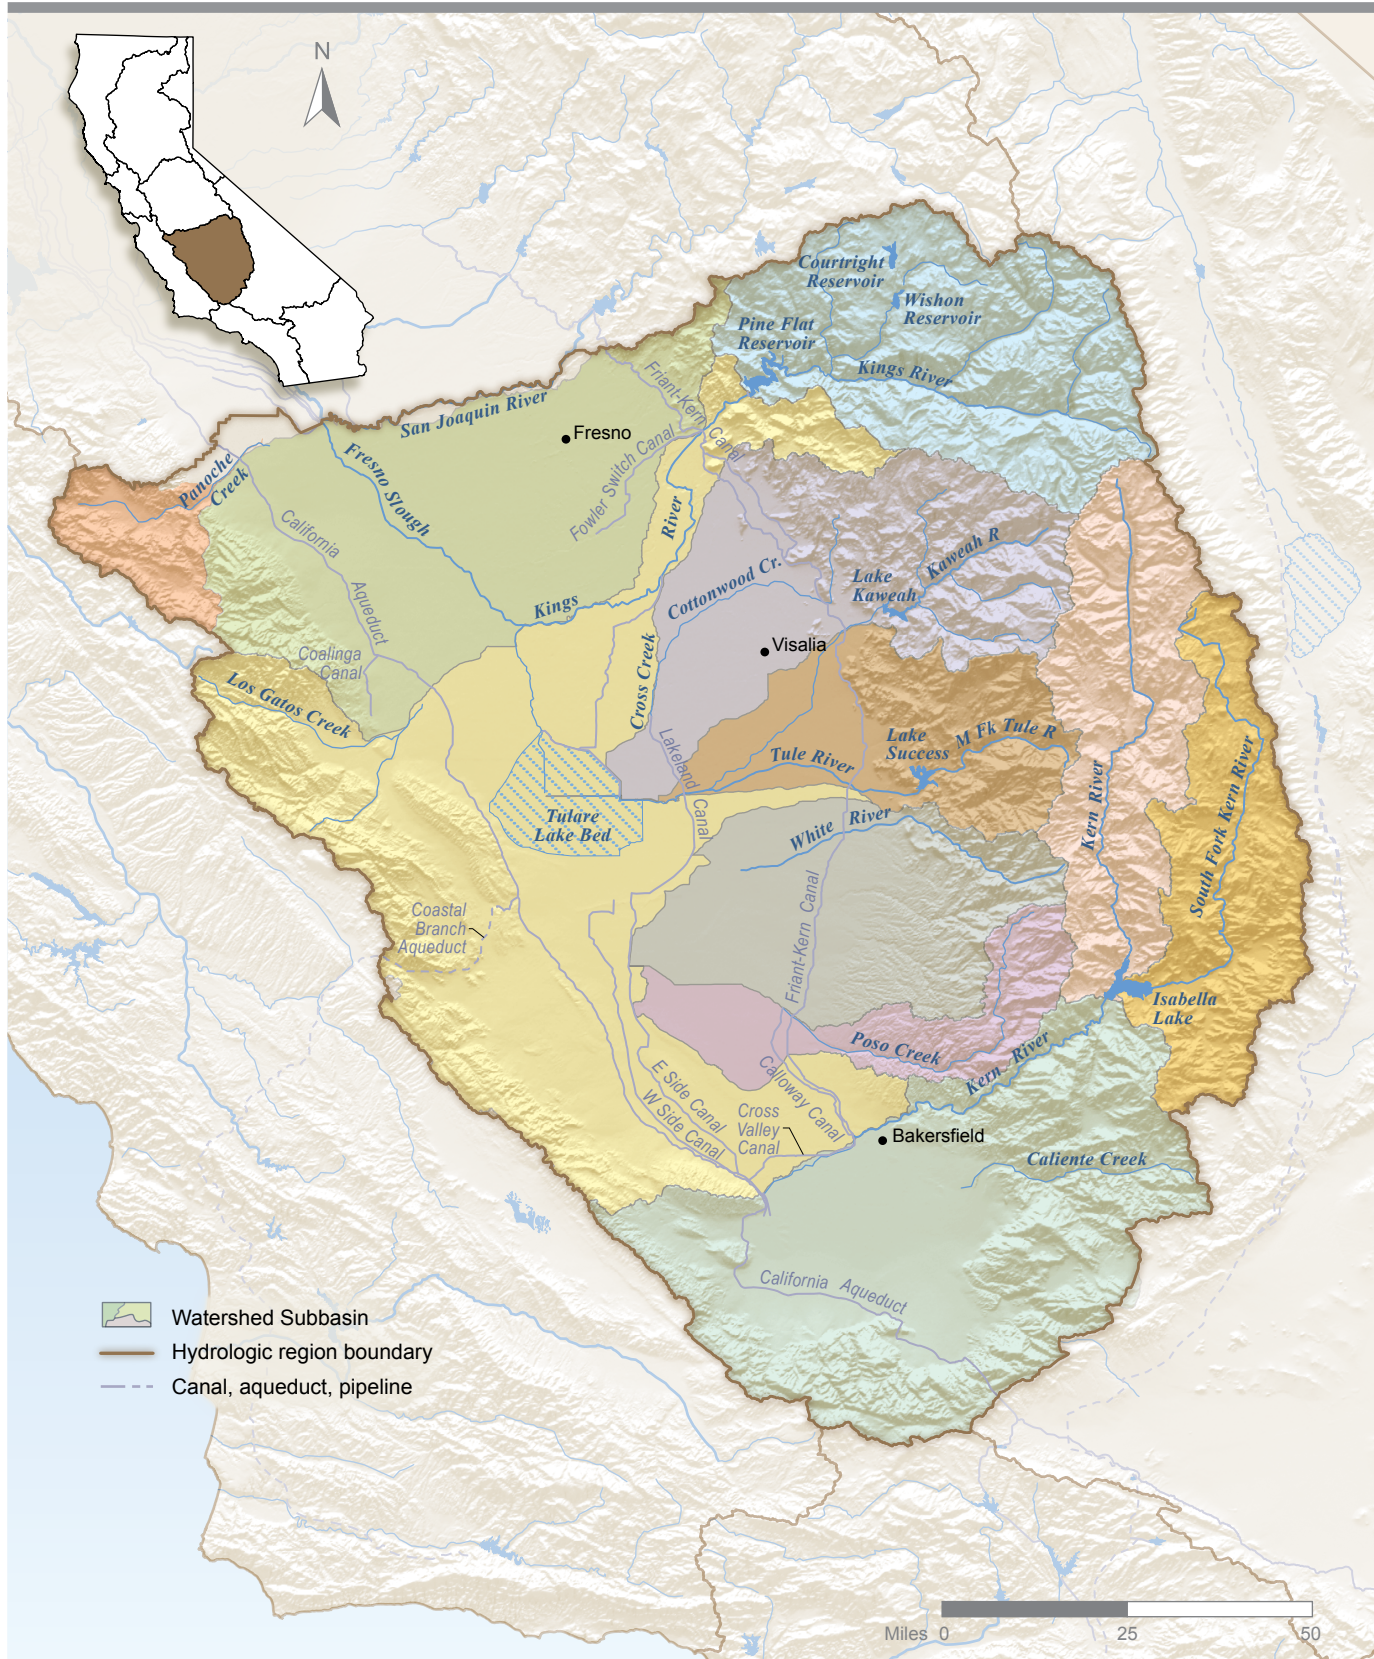 N
Courtright
Reservoir
Wishon
Reservoir
Pine Flat
Reservoir
Kings River
San Joaquin River
Friant-Kern Canal
Fresno
Fowler Switch Canal
Fresno Slough
Panoche
Creek
California
Aqueduct
River
Kings
Cottonwood Cr.
Kaweah R
Lake
Kaweah
Cross Creek
Visalia
Coalinga
Canal
Los Gatos Creek
Lakeland Canal
Tule River
Lake
Success
M Fk Tule R
Kern River
South Fork Kern River
Tulare
Lake Bed
White River
Friant-Kern Canal
Coastal
Branch
Aqueduct
Isabella
Lake
Poso Creek
Kern River
E Side Canal
W Side Canal
Calloway Canal
Cross
Valley
Canal
Bakersfield
Caliente Creek
California Aqueduct
Watershed Subbasin
Hydrologic region boundary
Canal, aqueduct, pipeline
Miles 0 25 50